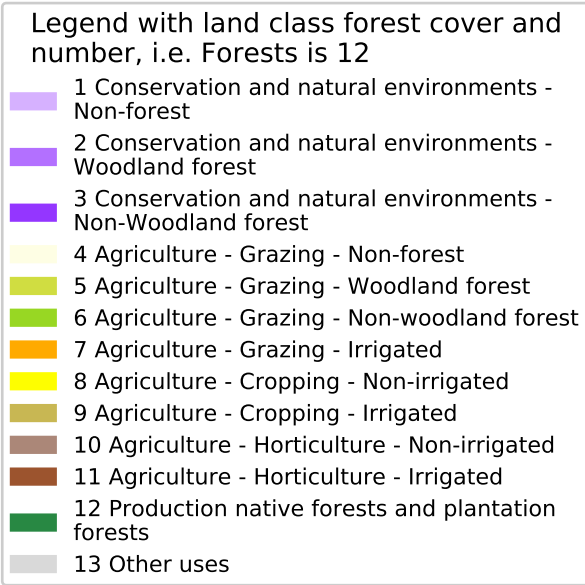 Legend with land class forest cover and
number, i.e. Forests is 12
1 Conservation and natural environments -
Non-forest
2 Conservation and natural environments -
Woodland forest
3 Conservation and natural environments -
Non-Woodland forest
4 Agriculture - Grazing - Non-forest
5 Agriculture - Grazing - Woodland forest
6 Agriculture - Grazing - Non-woodland forest
7 Agriculture - Grazing - Irrigated
8 Agriculture - Cropping - Non-irrigated
9 Agriculture - Cropping - Irrigated
10 Agriculture - Horticulture - Non-irrigated
11 Agriculture - Horticulture - Irrigated
12 Production native forests and plantation
forests
13 Other uses